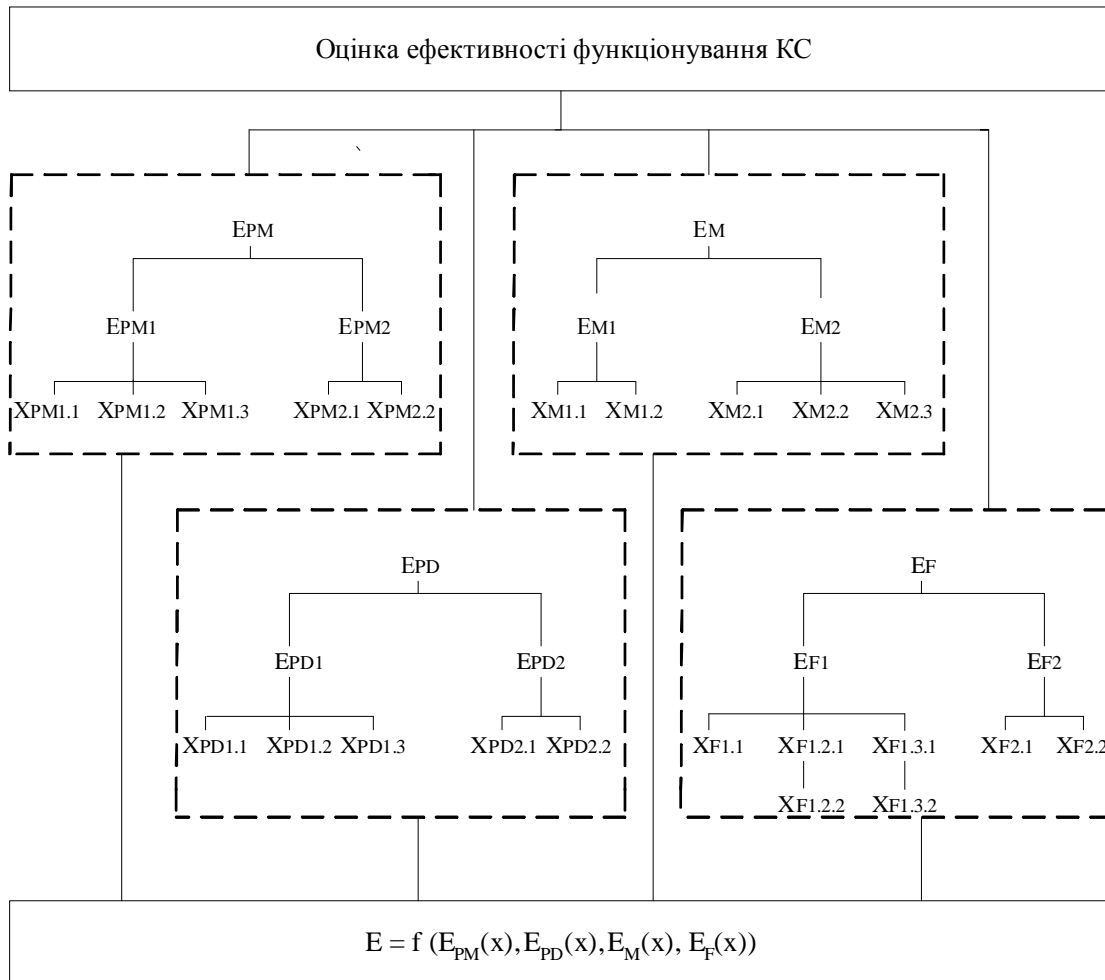 Оцінка ефективності функціонування КС
EPM
EPM1 EPM2
XPM1.1 XPM1.2 XPM1.3 XPM2.1 XPM2.2
EM
EM1 EM2
XM1.1 XM1.2 XM2.1 XM2.2 XM2.3
EPD
EPD1 EPD2
XPD1.1 XPD1.2 XPD1.3 XPD2.1 XPD2.2
EF
EF1 EF2
XF1.1 XF1.2.1 XF1.3.1 XF2.1 XF2.2
XF1.2.2 XF1.3.2
E = f (EPM(x),EPD(x),EM(x), EF(x))